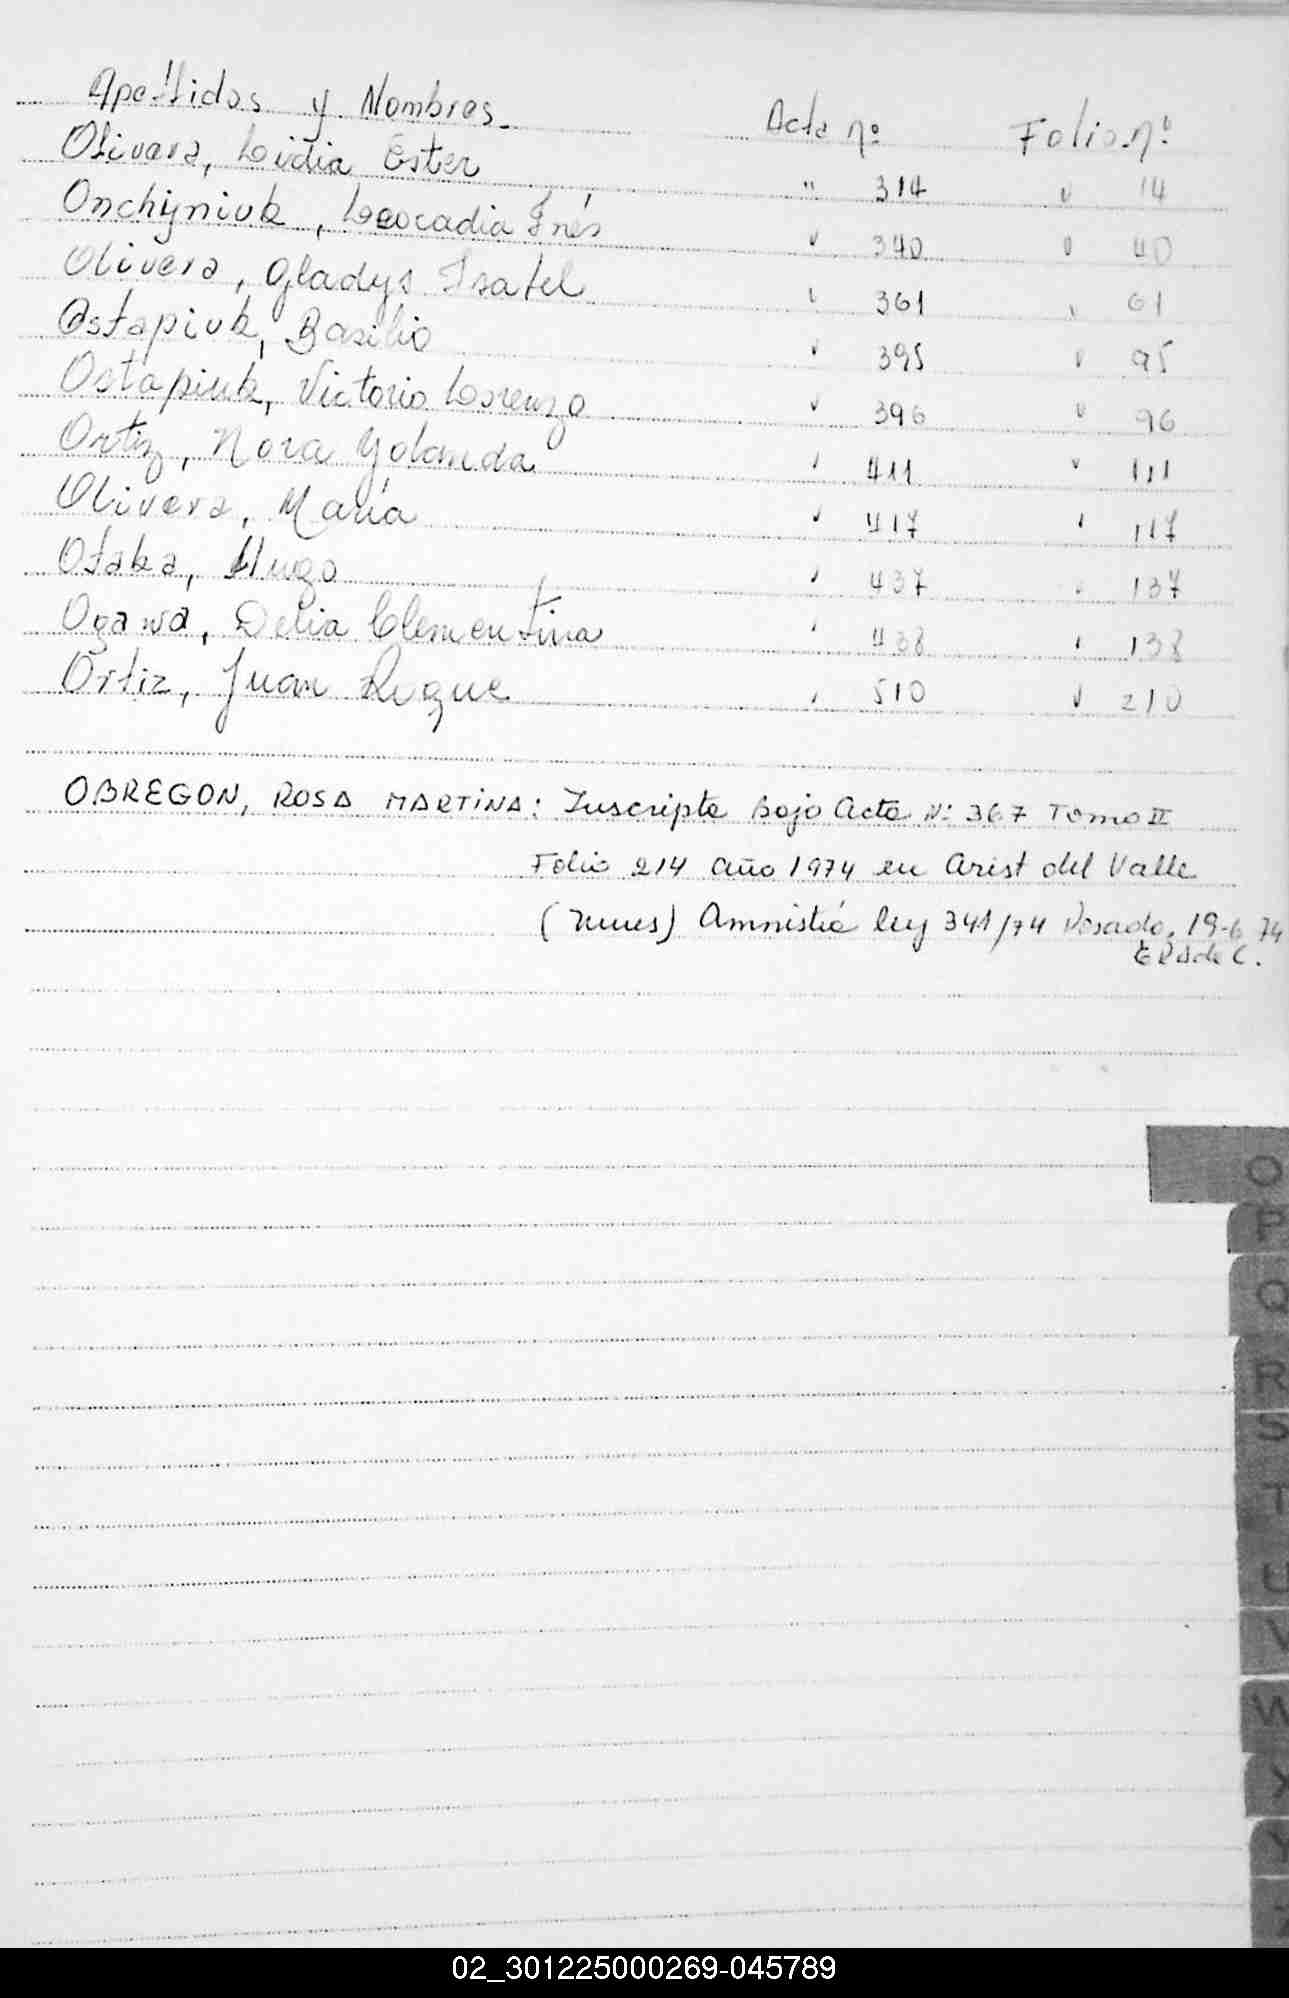 Apellidos y Nombres. Acta nº Folio nº
Olivera, Lidia Ester " 314 " 14
Onchyniuk, Leocadia Inés " 340 " 40
Olivera, Gladys Isabel " 361 " 61
Ostapiuk, Basilio " 395 " 95
Ostapiuk, Victorio Lorenzo " 396 " 96
Ortiz, Nora Yolanda " 411 " 111
Olivera, María " 417 " 117
Otaka, Hugo " 437 " 137
Ogawa, Delia Clementina " 438 " 138
Ortiz, Juan Roque " 510 " 210
OBREGON, ROSA MARTINA: Inscripta Bajo Acta Nº 367 Tomo II
Folio 214 año 1974 en Arist del Valle
(Mnes) Amnistía ley 341/74 Posadas, 19-6 74
O
P
Q
R
S
T
U
V
W
X
Y
Z
02_301225000269-045789